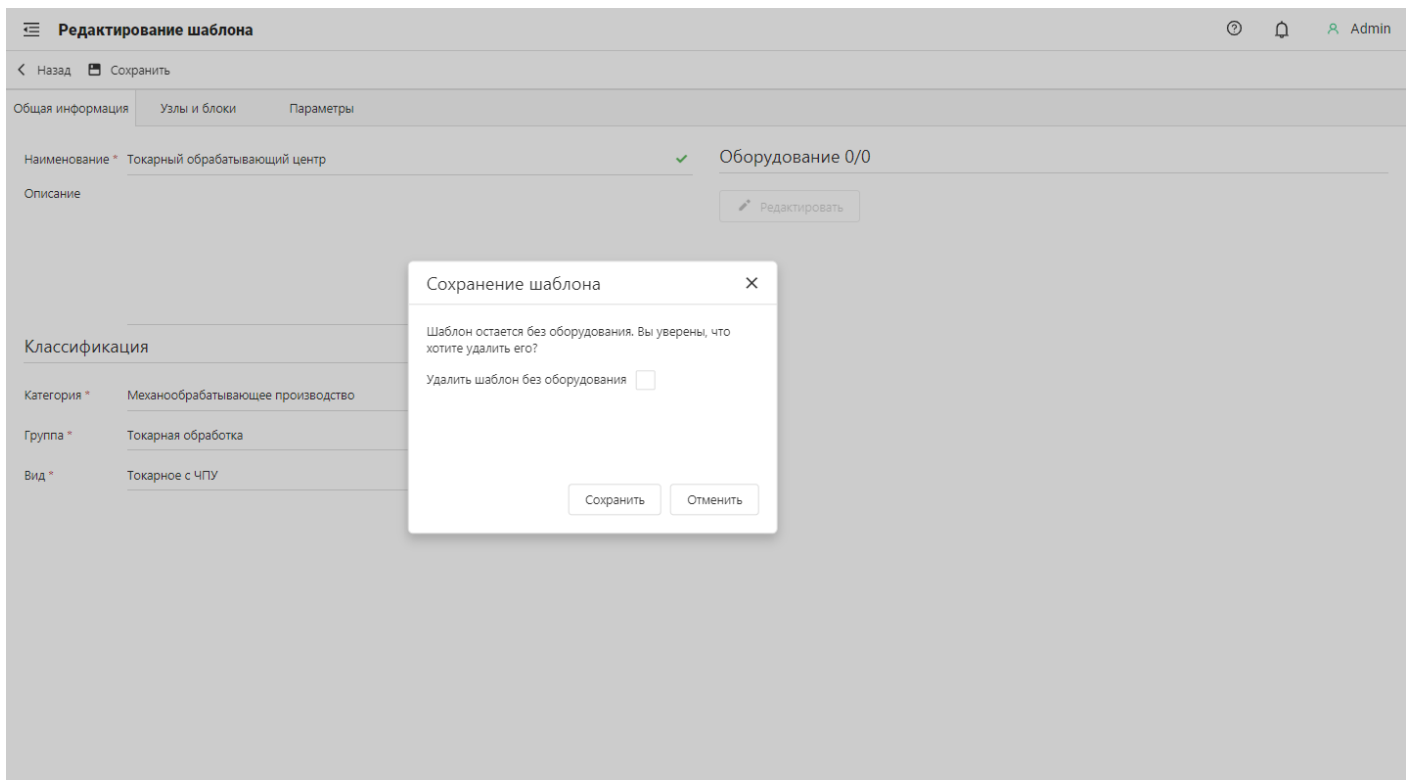 Редактирование шаблона
Admin
Назад
Сохранить
Общая информация
Узлы и блоки
Параметры
Наименование *
Токарный обрабатывающий центр
Оборудование 0/0
Описание
Редактировать
Сохранение шаблона
Шаблон остается без оборудования. Вы уверены, что
хотите удалить его?
Удалить шаблон без оборудования
Сохранить
Отменить
Классификация
Категория *
Механообрабатывающее производство
Группа *
Токарная обработка
Вид *
Токарное с ЧПУ